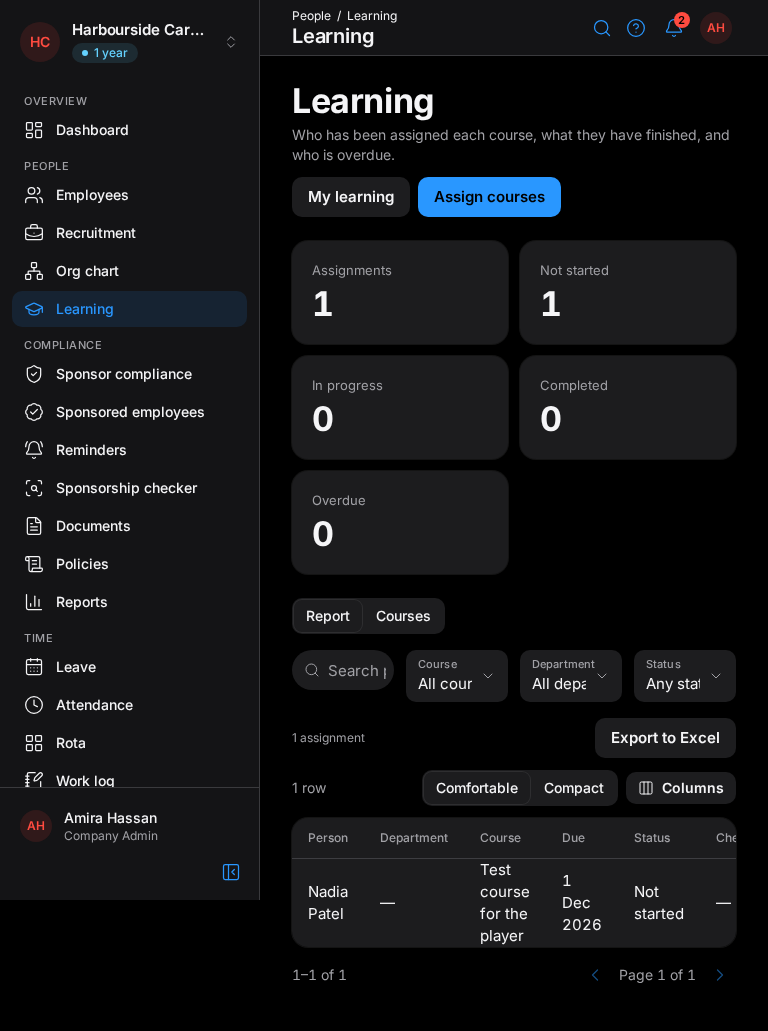 HC
Harbourside Car...
1 year
OVERVIEW
Dashboard
PEOPLE
Employees
Recruitment
Org chart
Learning
COMPLIANCE
Sponsor compliance
Sponsored employees
Reminders
Sponsorship checker
Documents
Policies
Reports
TIME
Leave
Attendance
Rota
Work log
AH
Amira Hassan
Company Admin
People / Learning
Learning
2
AH
Learning
Who has been assigned each course, what they have finished, and
who is overdue.
My learning
Assign courses
Assignments
1
Not started
1
In progress
0
Completed
0
Overdue
0
Report
Courses
Search p
Course
All cour
Department
All depa
Status
Any stat
1 assignment
Export to Excel
1 row
Comfortable
Compact
Columns
Person
Department
Course
Due
Status
Che
Nadia
Patel
—
Test
course
for the
player
1
Dec
2026
Not
started
—
1–1 of 1
Page 1 of 1